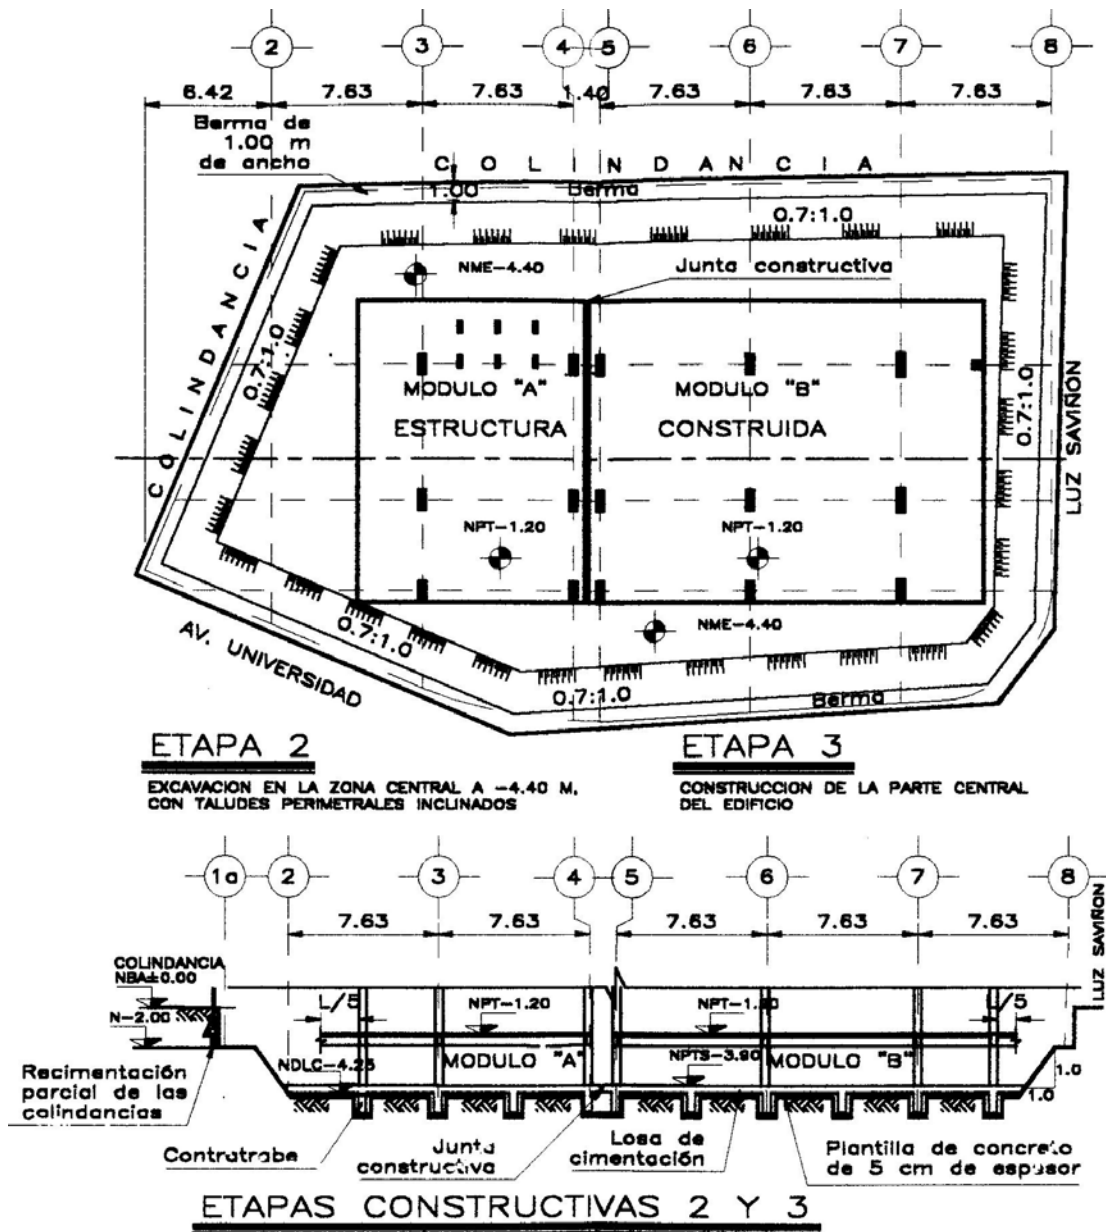 2 3 4 5 6 7 8
6.42 7.63 7.63 1.40 7.63 7.63 7.63
Berma de
1.00 m
de ancho
COLINDANCIA
1.00 Berma
0.7:1.0
NME-4.40
Junta constructiva
COLINDANCIA
0.7:1.0
MODULO "A" MODULO "B"
ESTRUCTURA CONSTRUIDA
0.7:1.0
LUZ SAVIÑON
NPT-1.20 NPT-1.20
NME-4.40
0.7:1.0
AV. UNIVERSIDAD
0.7:1.0
Berma
ETAPA 2
EXCAVACION EN LA ZONA CENTRAL A -4.40 M,
CON TALUDES PERIMETRALES INCLINADOS
ETAPA 3
CONSTRUCCION DE LA PARTE CENTRAL
DEL EDIFICIO
1a 2 3 4 5 6 7 8
7.63 7.63 7.63 7.63 7.63
LUZ SAVIÑON
COLINDANCIA
NBA±0.00
N-2.00
L/5 NPT-1.20 NPT-1.20 L/5
NDLC-4.25 MODULO "A" NPTS-3.90 MODULO "B"
1.0
1.0
Recimentación
parcial de las
colindancias
Contratrabe
Junta
constructiva
Losa de
cimentación
Plantilla de concreto
de 5 cm de espesor
ETAPAS CONSTRUCTIVAS 2 Y 3